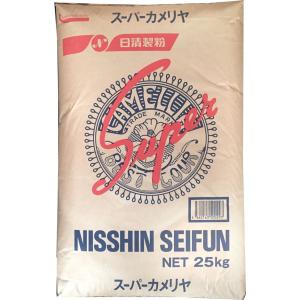 スーパーカメリヤ
日清製粉
CAMELLIA
Super
TRADE MARK
BEST FLOUR
NISSHIN SEIFUN
NET 25kg
スーパーカメリヤ